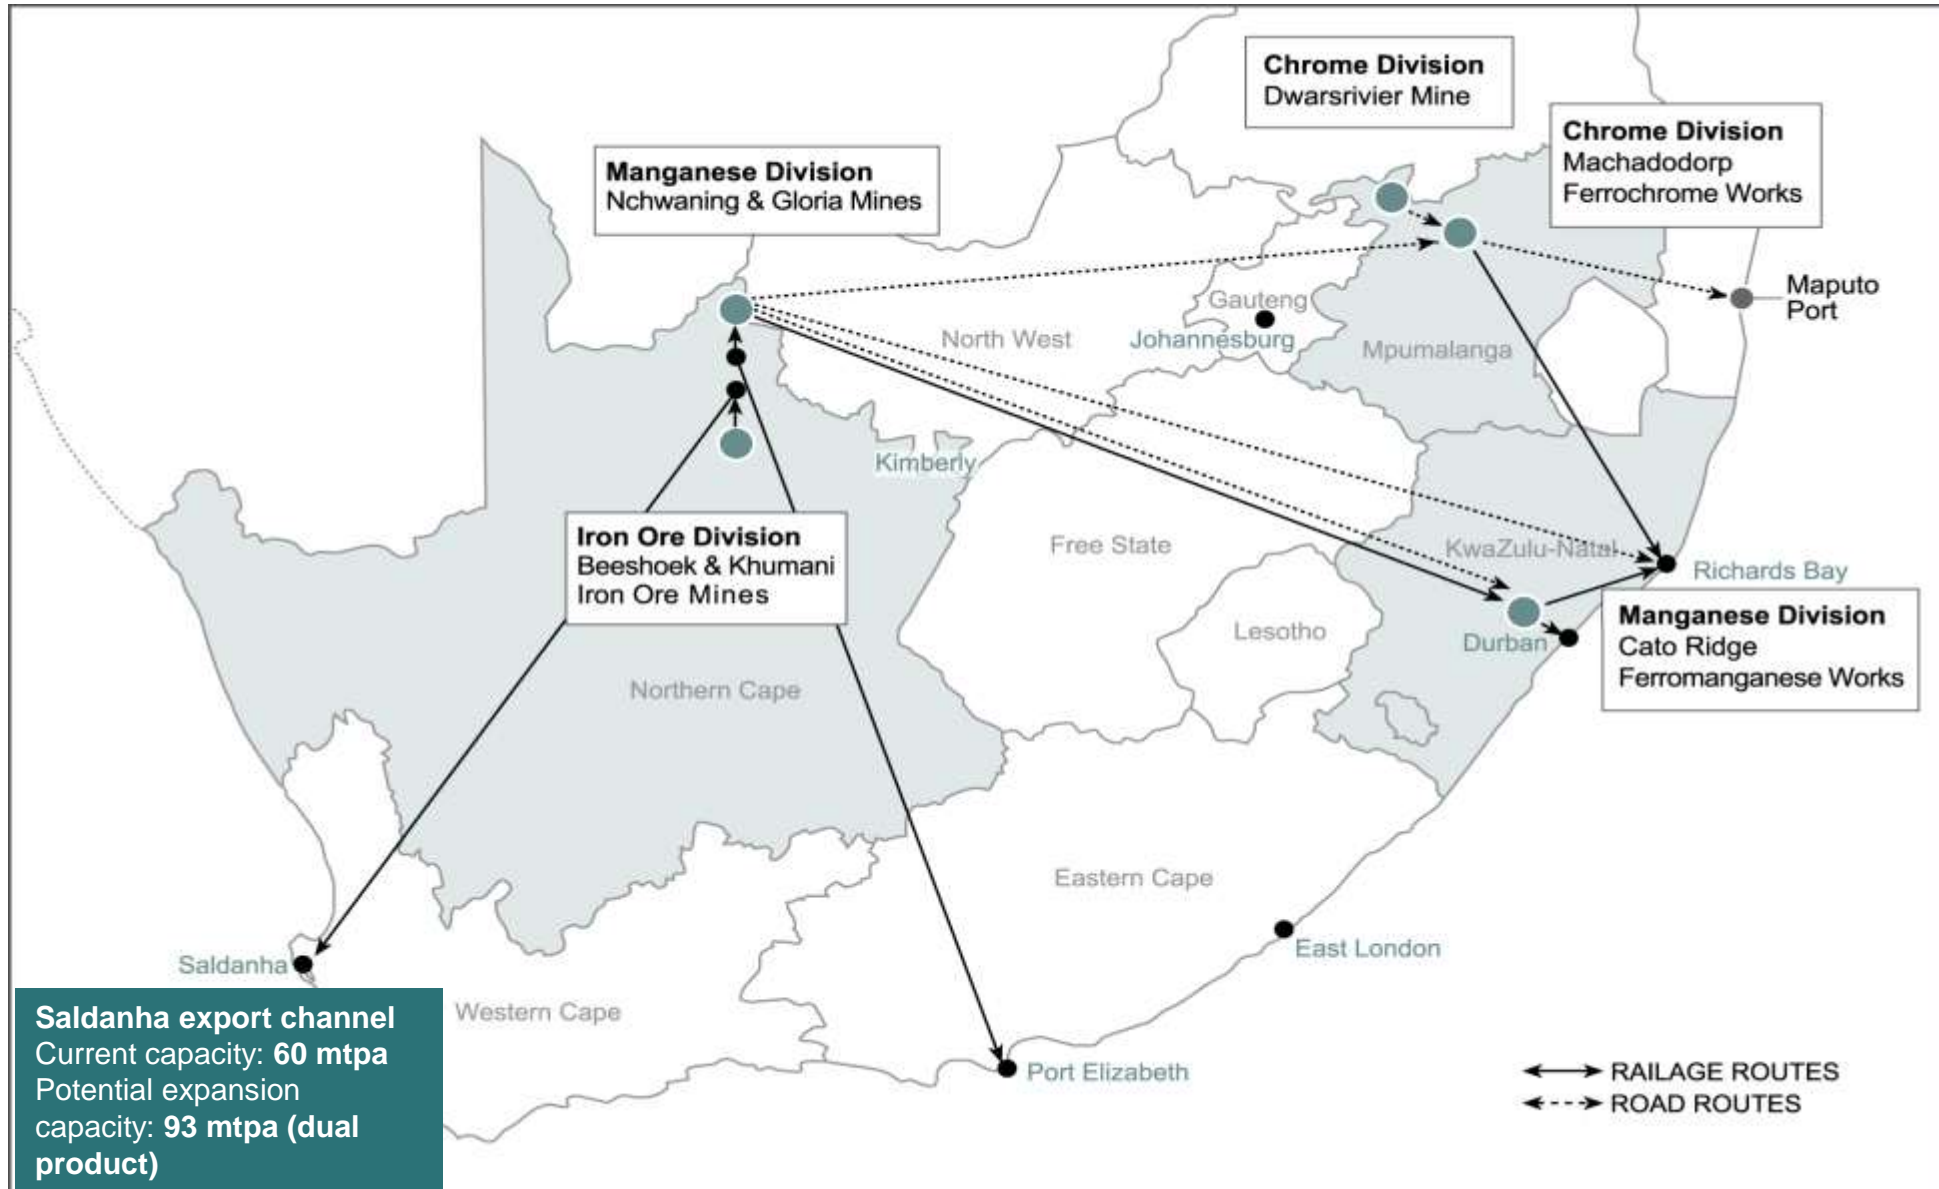 Chrome Division
Dwarsrivier Mine
Chrome Division
Machadodorp
Ferrochrome Works
Manganese Division
Nchwaning & Gloria Mines
Maputo
Port
Gauteng
Johannesburg
North West
Mpumalanga
Kimberly
Iron Ore Division
Beeshoek & Khumani
Iron Ore Mines
Free State
KwaZulu-Natal
Richards Bay
Lesotho
Durban
Manganese Division
Cato Ridge
Ferromanganese Works
Northern Cape
Eastern Cape
East London
Saldanha
Western Cape
Port Elizabeth
Saldanha export channel
Current capacity: 60 mtpa
Potential expansion
capacity: 93 mtpa (dual
product)
RAILAGE ROUTES
ROAD ROUTES